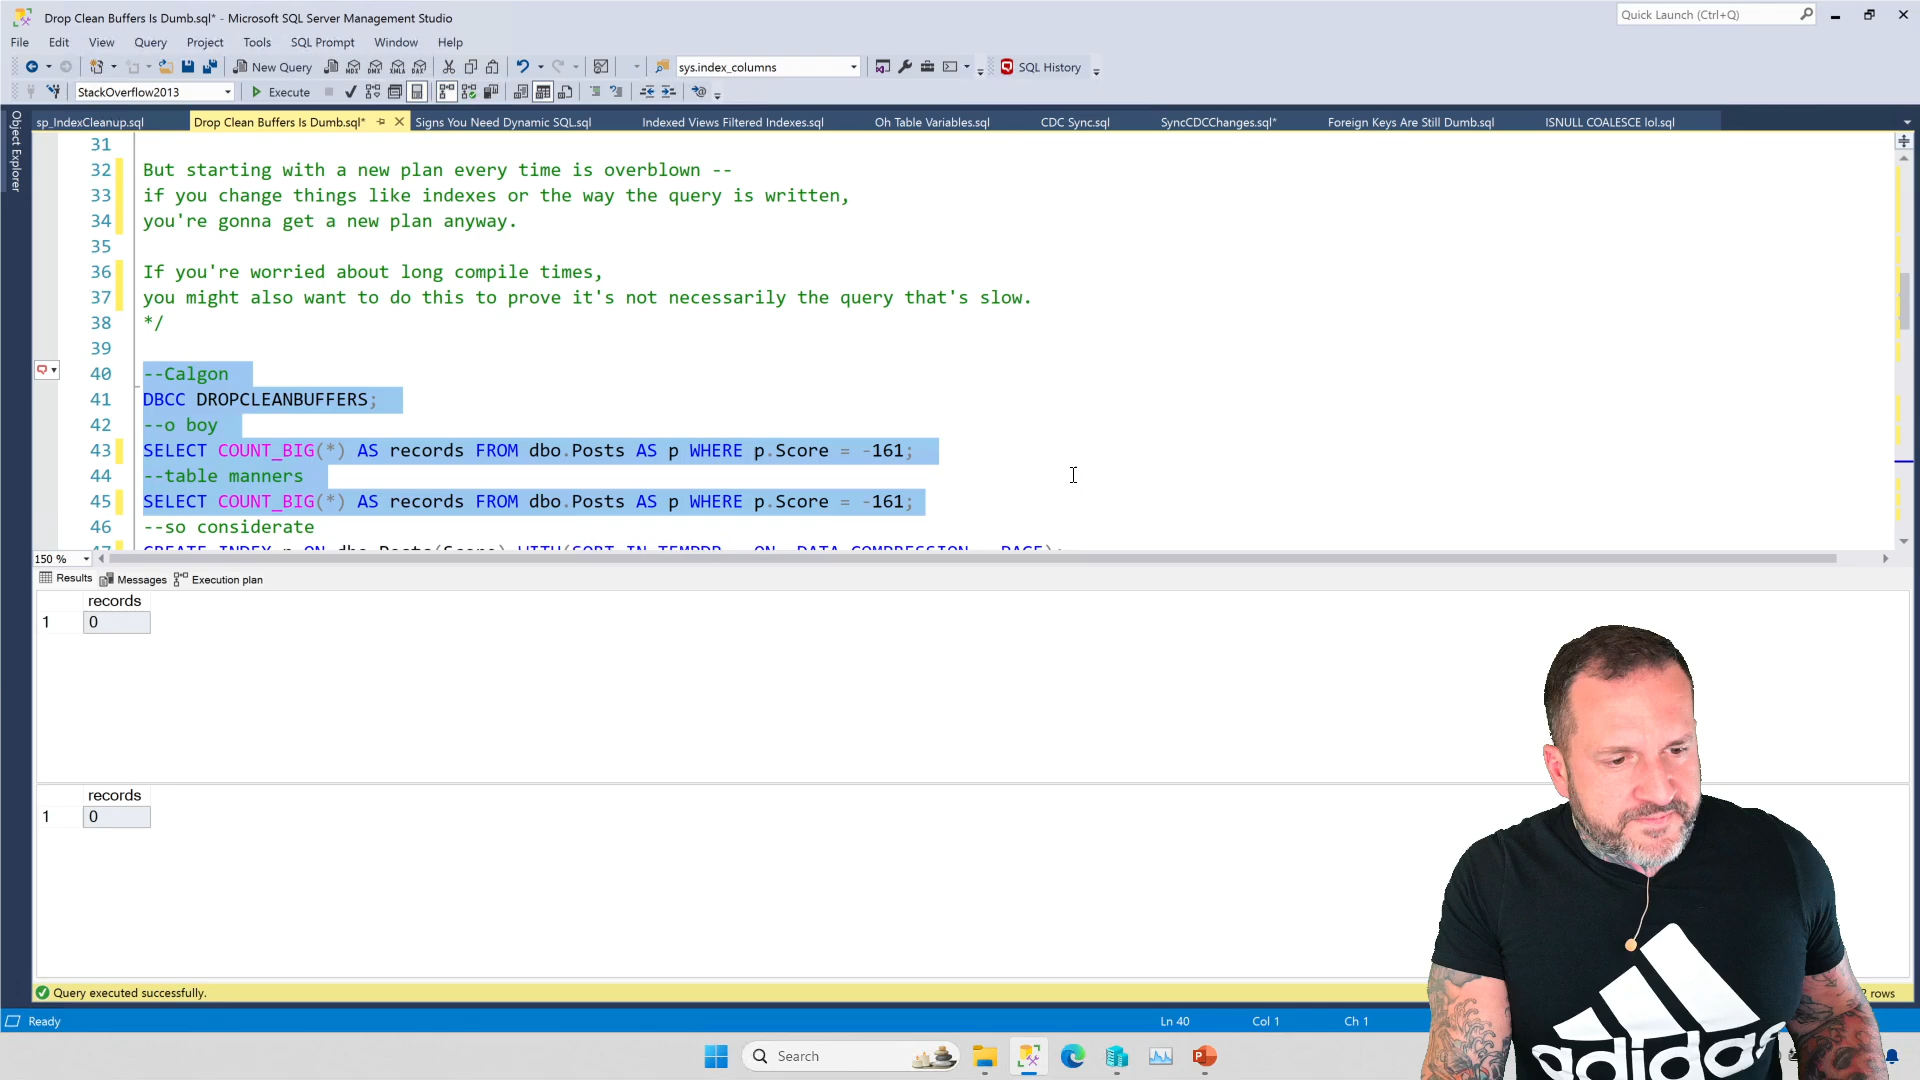 Drop Clean Buffers Is Dumb.sql* - Microsoft SQL Server Management Studio
Quick Launch (Ctrl+Q)
File Edit View Query Project Tools SQL Prompt Window Help
New Query
sys.index_columns
SQL History
StackOverflow2013
Execute
Object Explorer
sp_IndexCleanup.sql
Drop Clean Buffers Is Dumb.sql*
Signs You Need Dynamic SQL.sql
Indexed Views Filtered Indexes.sql
Oh Table Variables.sql
CDC Sync.sql
SyncCDCChanges.sql*
Foreign Keys Are Still Dumb.sql
ISNULL COALESCE lol.sql
31
32 But starting with a new plan every time is overblown --
33 if you change things like indexes or the way the query is written,
34 you're gonna get a new plan anyway.
35
36 If you're worried about long compile times,
37 you might also want to do this to prove it's not necessarily the query that's slow.
38 */
39
40 --Calgon
41 DBCC DROPCLEANBUFFERS;
42 --o boy
43 SELECT COUNT_BIG(*) AS records FROM dbo.Posts AS p WHERE p.Score = -161;
44 --table manners
45 SELECT COUNT_BIG(*) AS records FROM dbo.Posts AS p WHERE p.Score = -161;
46 --so considerate
150 %
Results Messages Execution plan
records
1 0
records
1 0
Query executed successfully.
rows
Ready
Ln 40
Col 1
Ch 1
Search
adidas